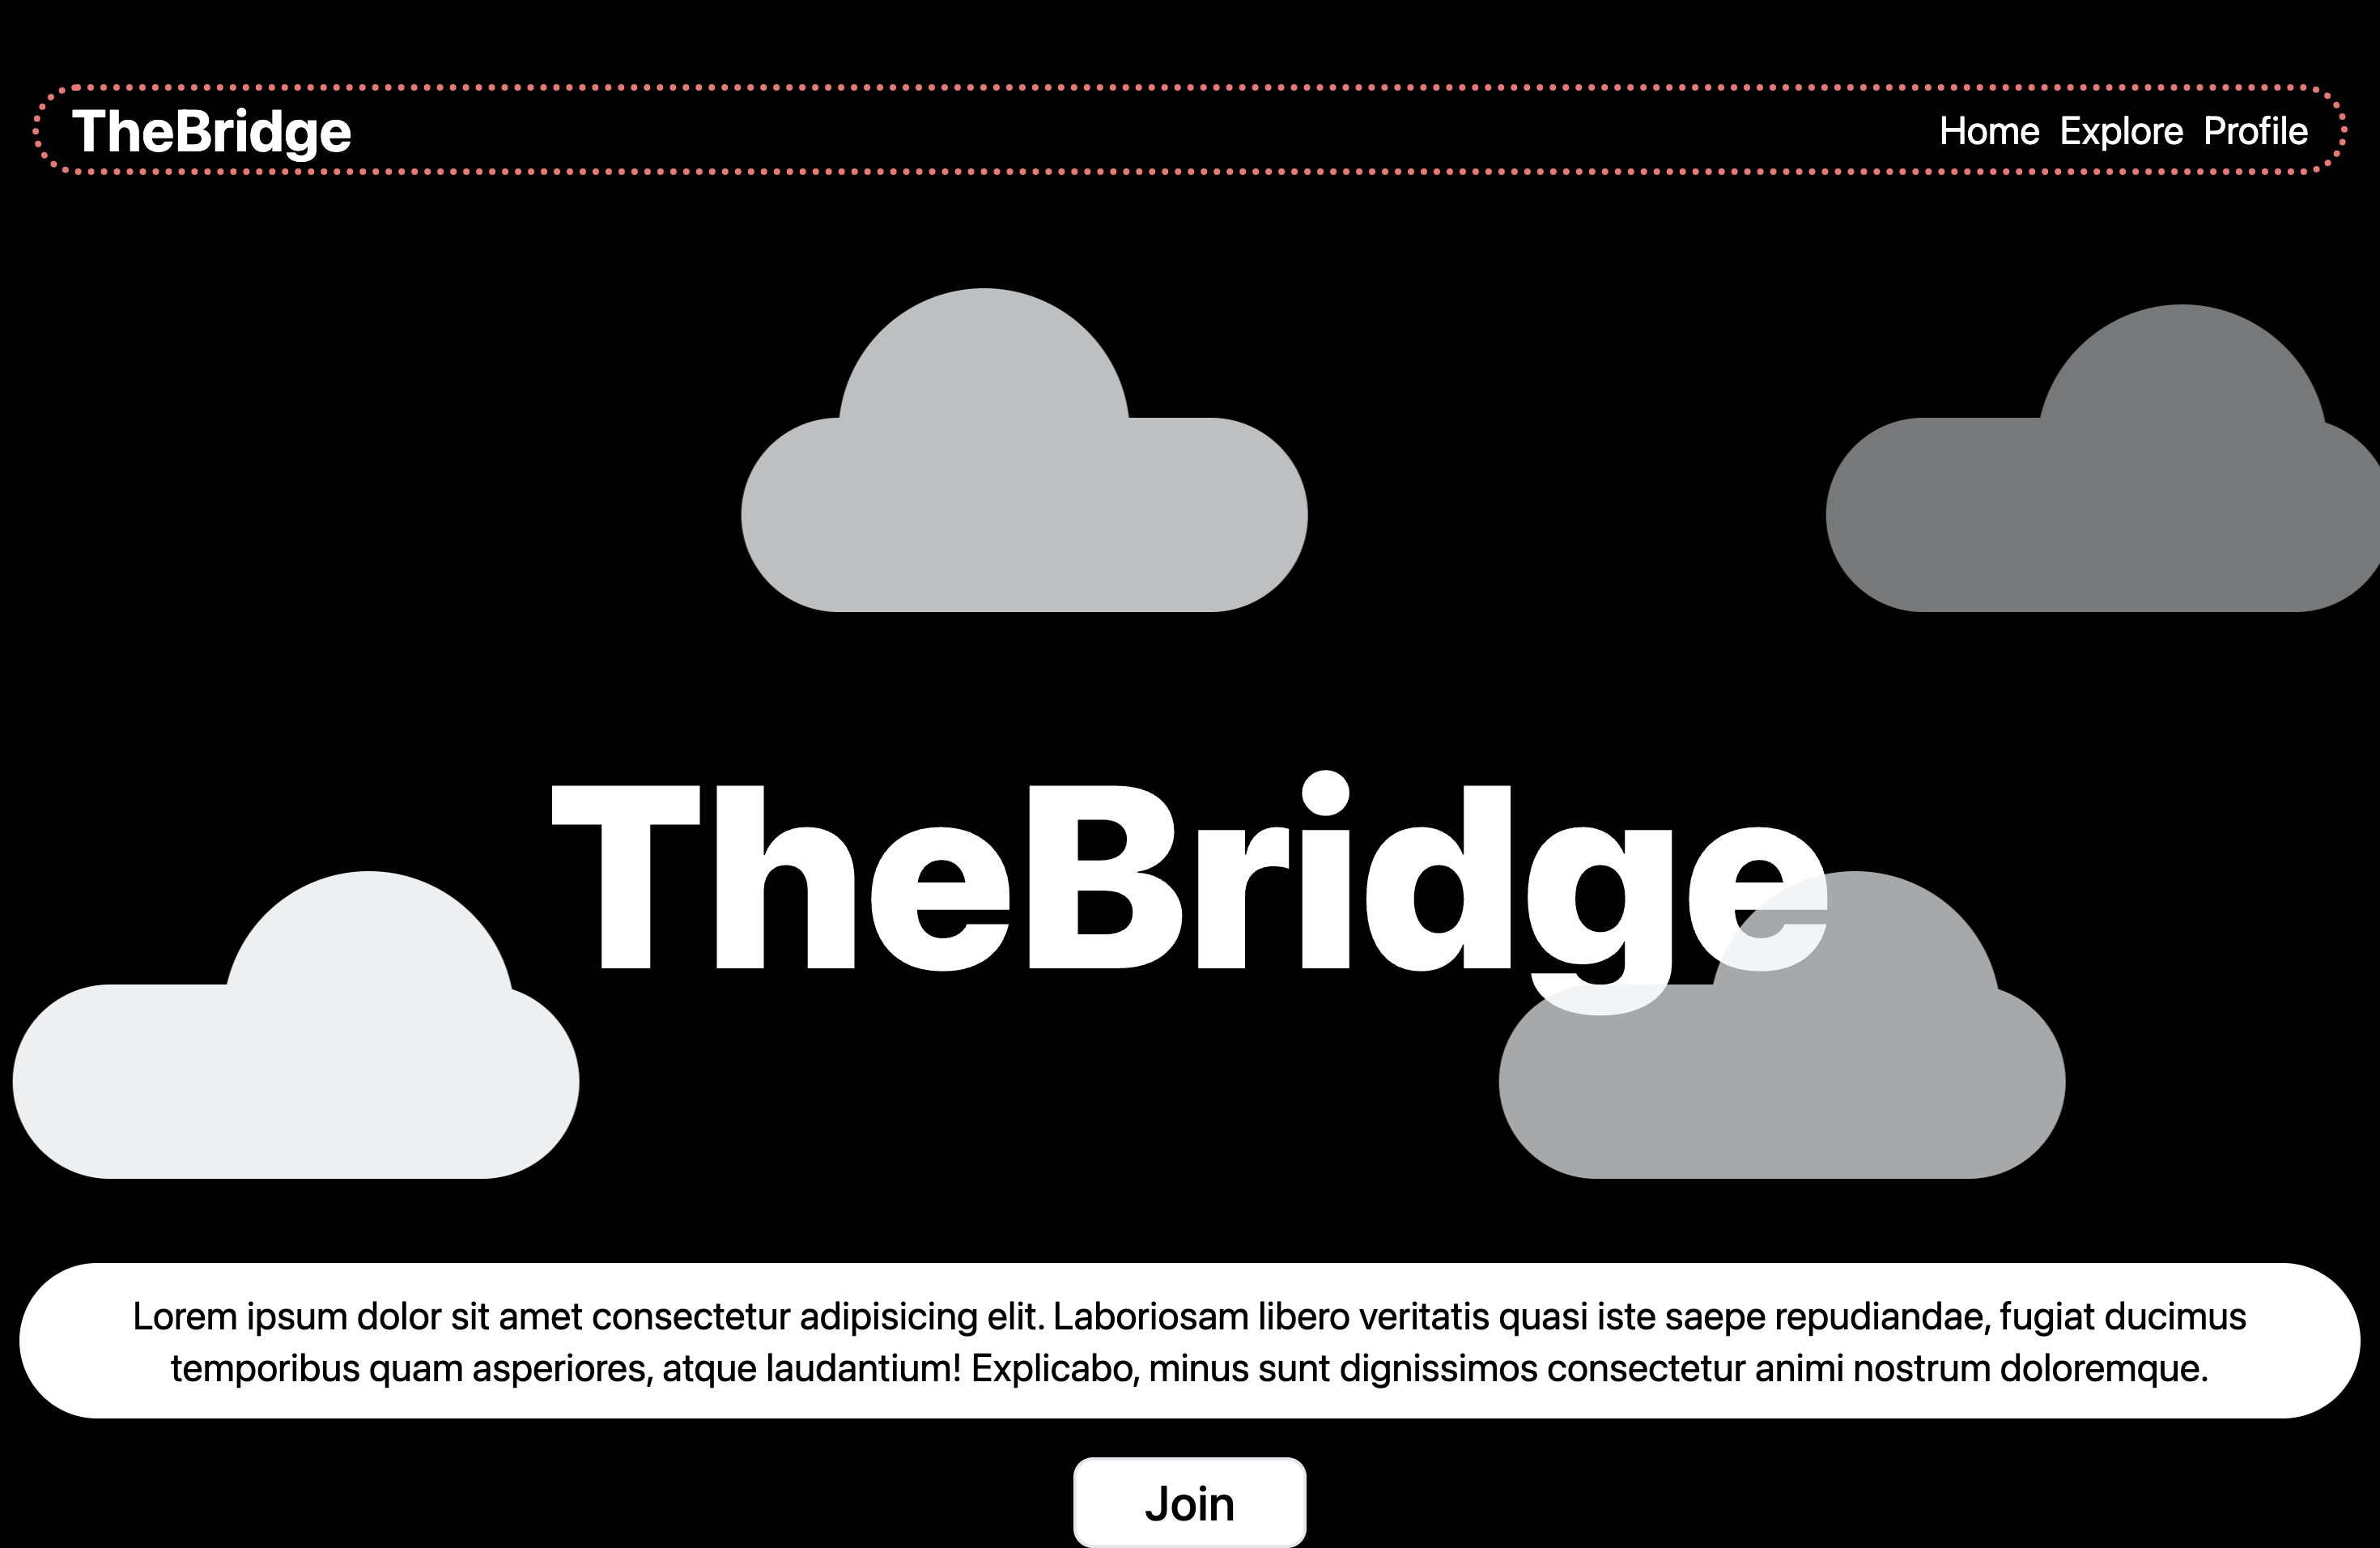 TheBridge
Home Explore Profile
TheBridge
Lorem ipsum dolor sit amet consectetur adipisicing elit. Laboriosam libero veritatis quasi iste saepe repudiandae, fugiat ducimus
temporibus quam asperiores, atque laudantium! Explicabo, minus sunt dignissimos consectetur animi nostrum doloremque.
Join